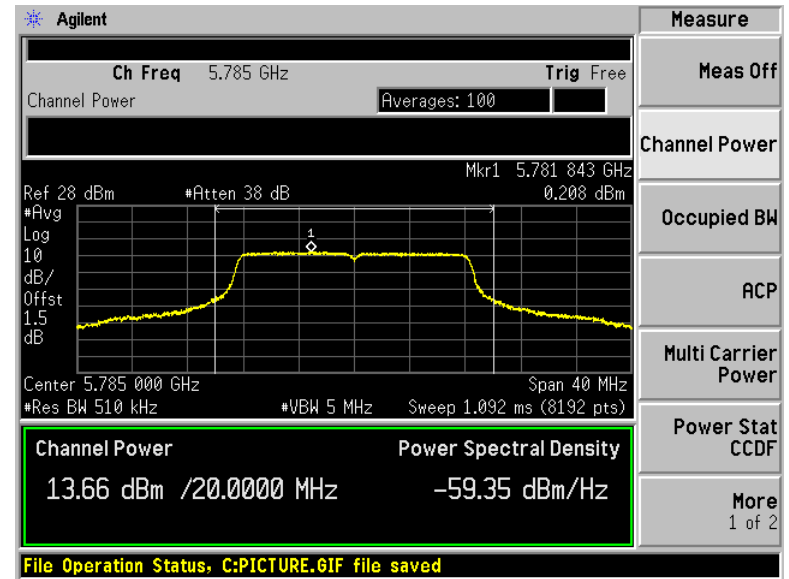 Agilent
Measure
Ch Freq 5.785 GHz Trig Free
Channel Power Averages: 100
Mkr1 5.781 843 GHz
Ref 28 dBm #Atten 38 dB 0.208 dBm
#Avg
Log
10
dB/
Offst
1.5
dB
1
Center 5.785 000 GHz Span 40 MHz
#Res BW 510 kHz #VBW 5 MHz Sweep 1.092 ms (8192 pts)
Channel Power Power Spectral Density
13.66 dBm /20.0000 MHz -59.35 dBm/Hz
File Operation Status, C:PICTURE.GIF file saved
Meas Off
Channel Power
Occupied BW
ACP
Multi Carrier
Power
Power Stat
CCDF
More
1 of 2